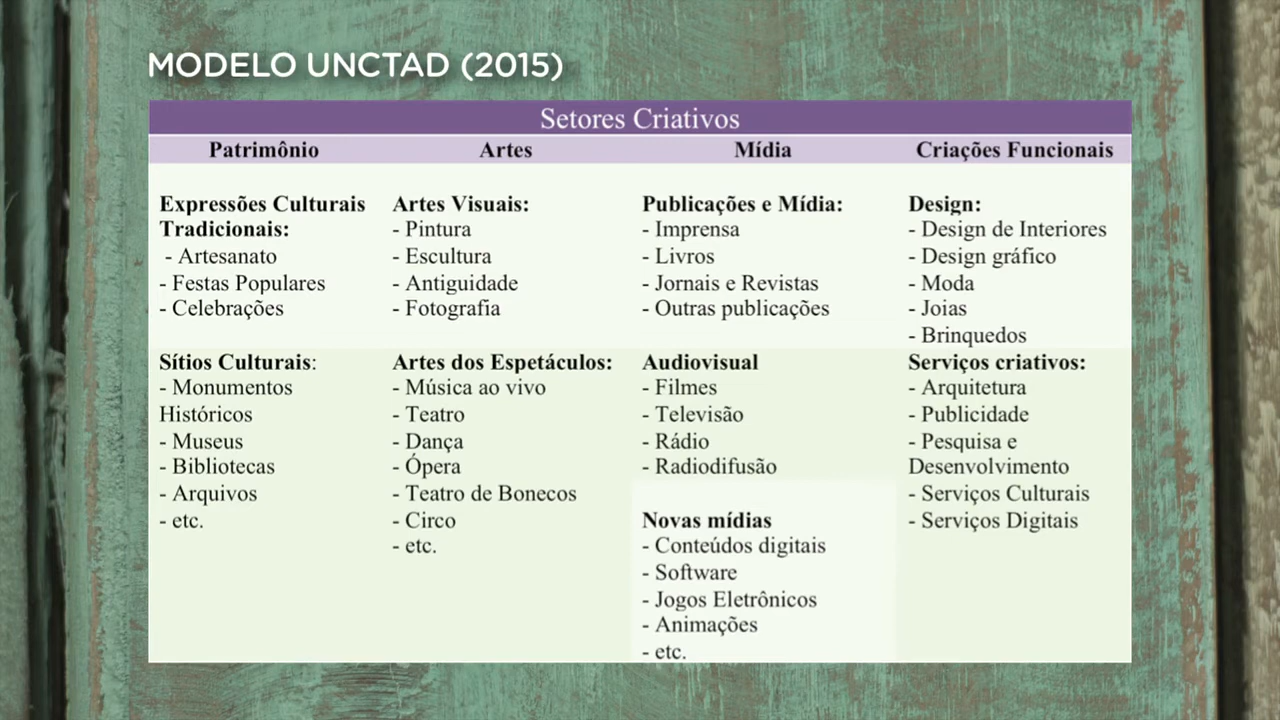 MODELO UNCTAD (2015)
Setores Criativos
Patrimônio
Artes
Mídia
Criações Funcionais
Expressões Culturais
Tradicionais:
- Artesanato
- Festas Populares
- Celebrações
Artes Visuais:
- Pintura
- Escultura
- Antiguidade
- Fotografia
Publicações e Mídia:
- Imprensa
- Livros
- Jornais e Revistas
- Outras publicações
Design:
- Design de Interiores
- Design gráfico
- Moda
- Joias
- Brinquedos
Sítios Culturais:
- Monumentos
Históricos
- Museus
- Bibliotecas
- Arquivos
- etc.
Artes dos Espetáculos:
- Música ao vivo
- Teatro
- Dança
- Ópera
- Teatro de Bonecos
- Circo
- etc.
Audiovisual
- Filmes
- Televisão
- Rádio
- Radiodifusão
Novas mídias
- Conteúdos digitais
- Software
- Jogos Eletrônicos
- Animações
- etc.
Serviços criativos:
- Arquitetura
- Publicidade
- Pesquisa e
Desenvolvimento
- Serviços Culturais
- Serviços Digitais